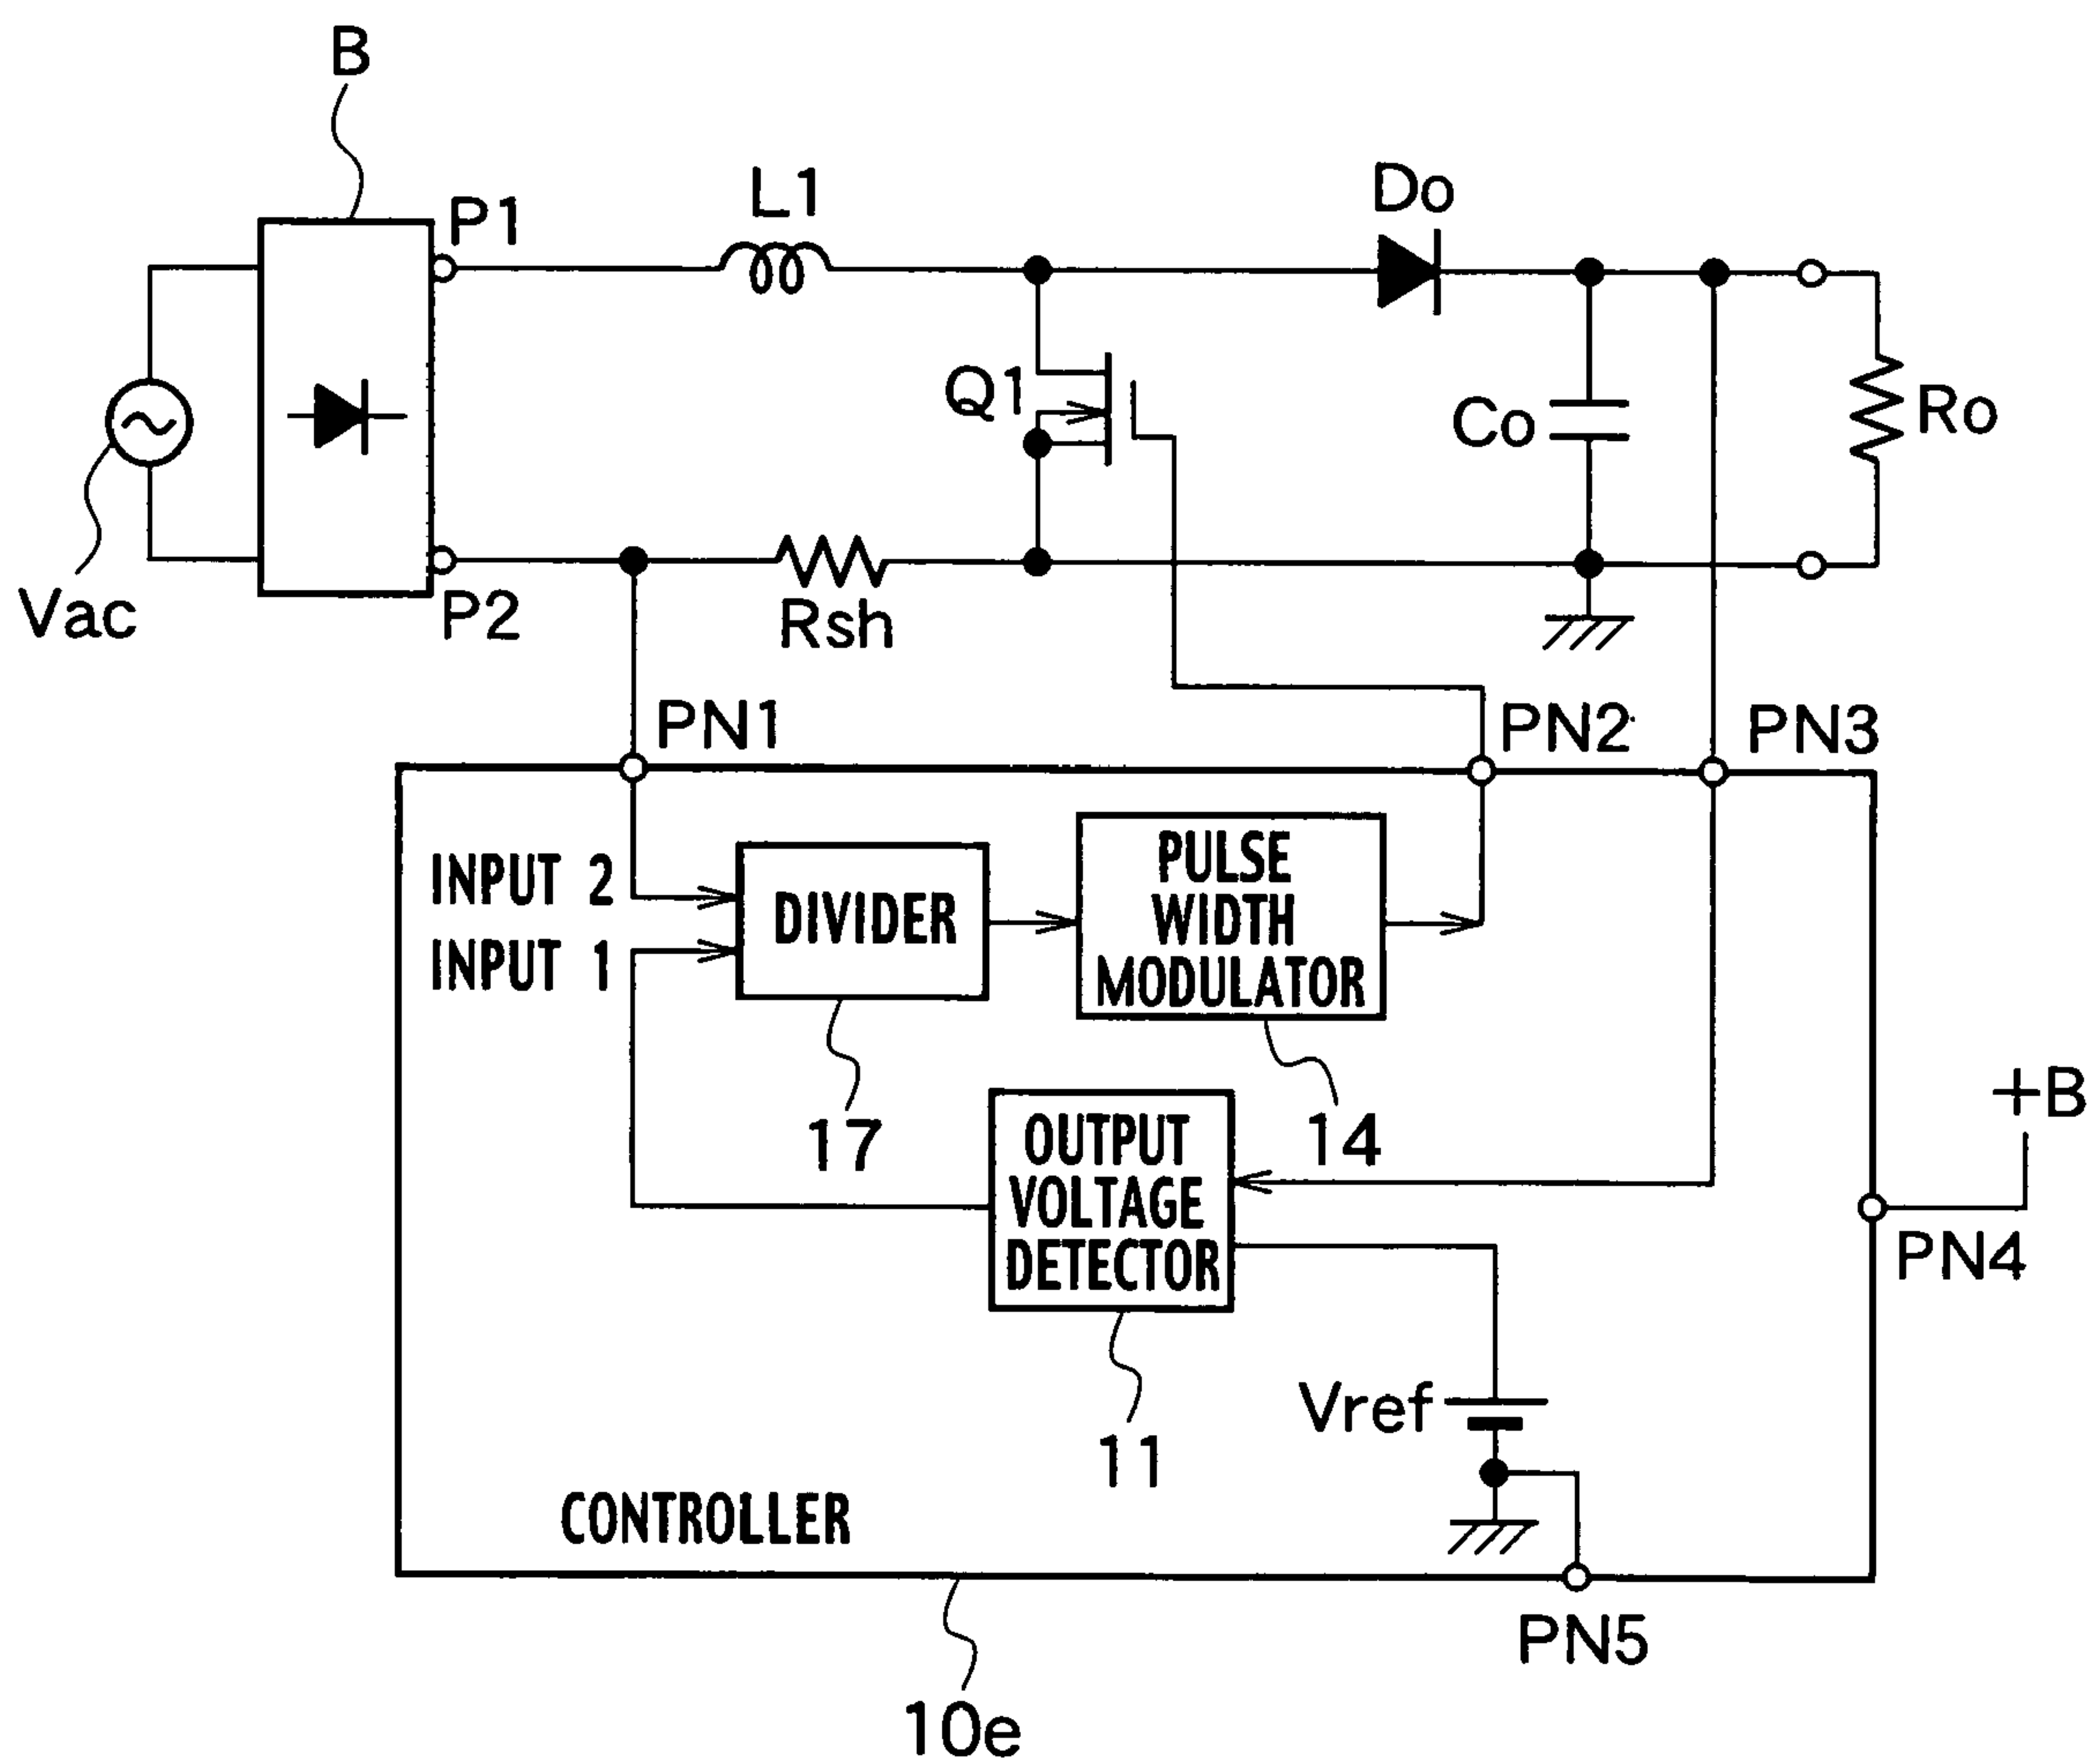 B
P1
L1
Do
Q1
Co
Ro
Vac
P2
Rsh
PN1
PN2
PN3
INPUT 2
INPUT 1
DIVIDER
PULSE
WIDTH
MODULATOR
17
14
OUTPUT
VOLTAGE
DETECTOR
+B
PN4
11
Vref
CONTROLLER
PN5
10e